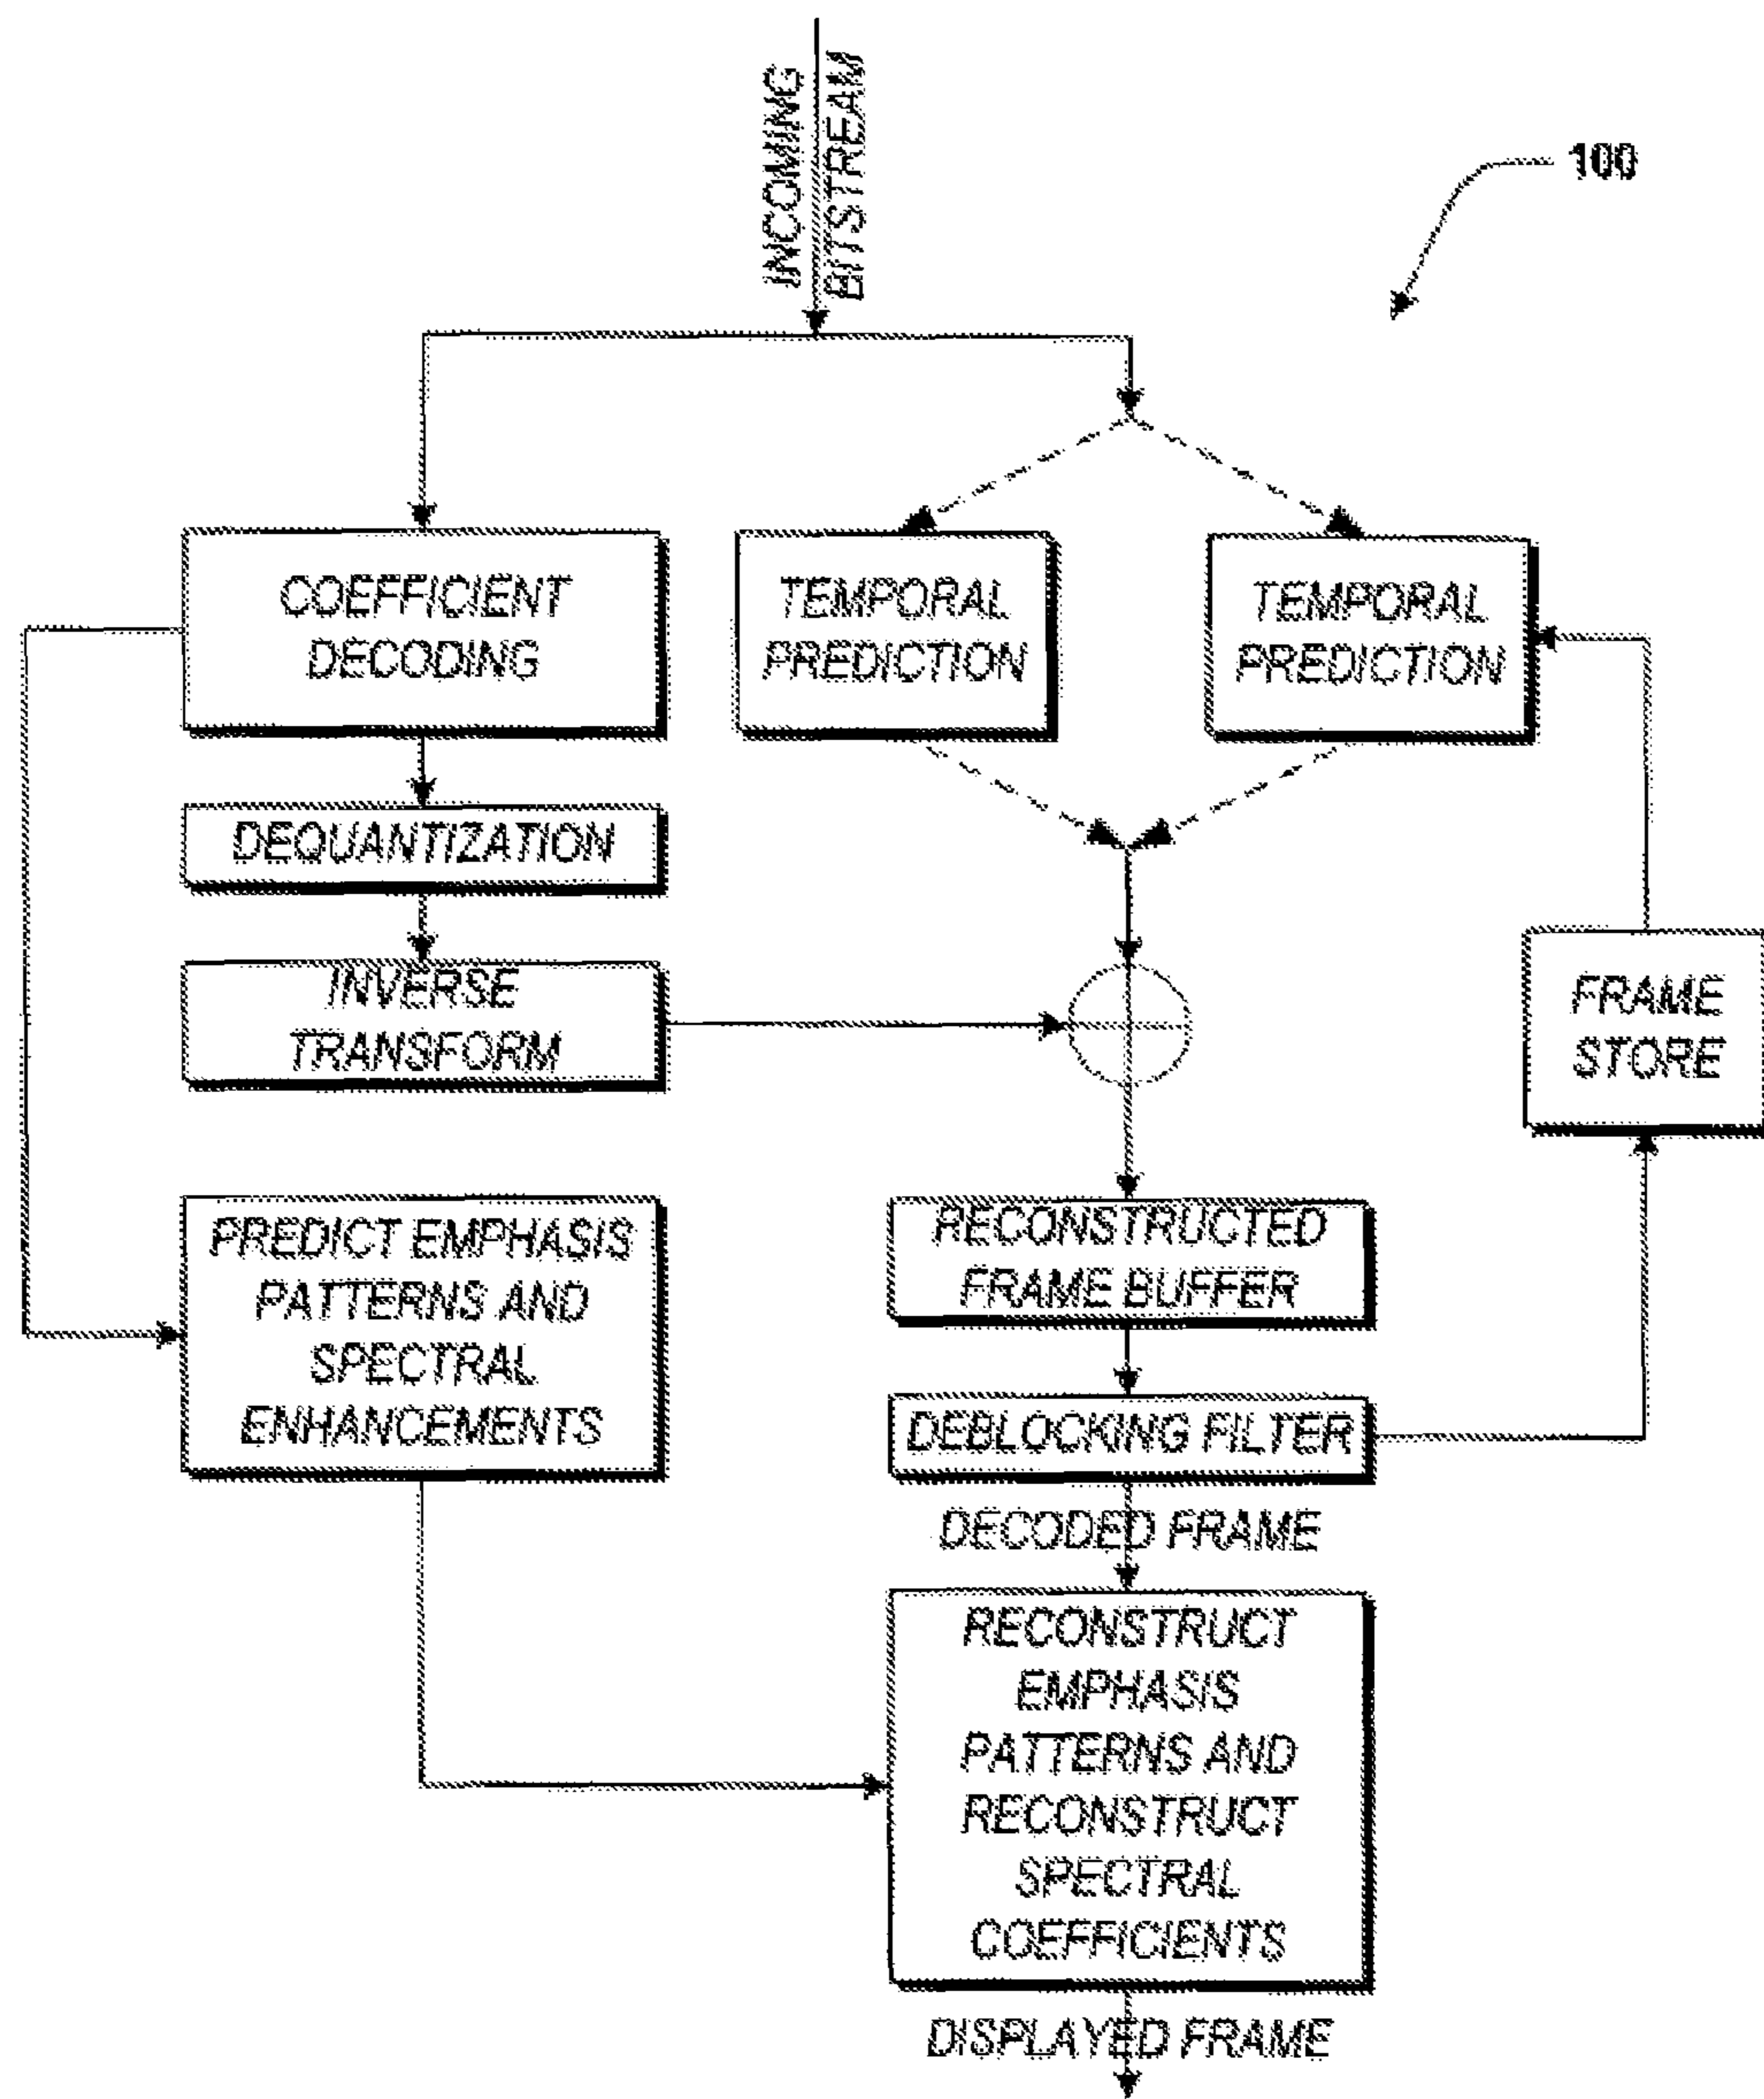 INCOMING
BITSTREAM
100
COEFFICIENT
DECODING
TEMPORAL
PREDICTION
TEMPORAL
PREDICTION
DEQUANTIZATION
INVERSE
TRANSFORM
FRAME
STORE
PREDICT EMPHASIS
PATTERNS AND
SPECTRAL
ENHANCEMENTS
RECONSTRUCTED
FRAME BUFFER
DEBLOCKING FILTER
DECODED FRAME
RECONSTRUCT
EMPHASIS
PATTERNS AND
RECONSTRUCT
SPECTRAL
COEFFICIENTS
DISPLAYED FRAME